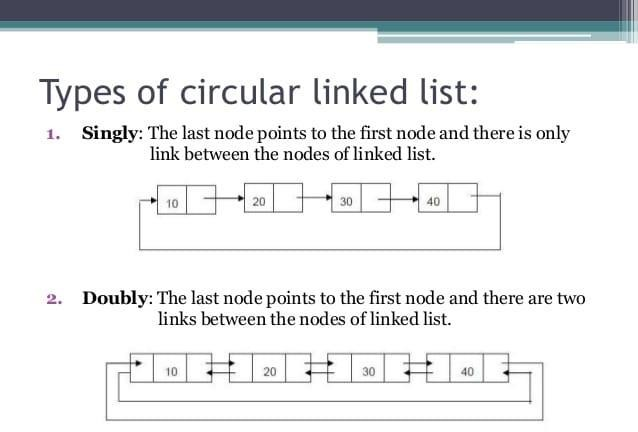 Types of circular linked list:
1. Singly: The last node points to the first node and there is only
link between the nodes of linked list.
10 20 30 40
2. Doubly: The last node points to the first node and there are two
links between the nodes of linked list.
10 20 30 40